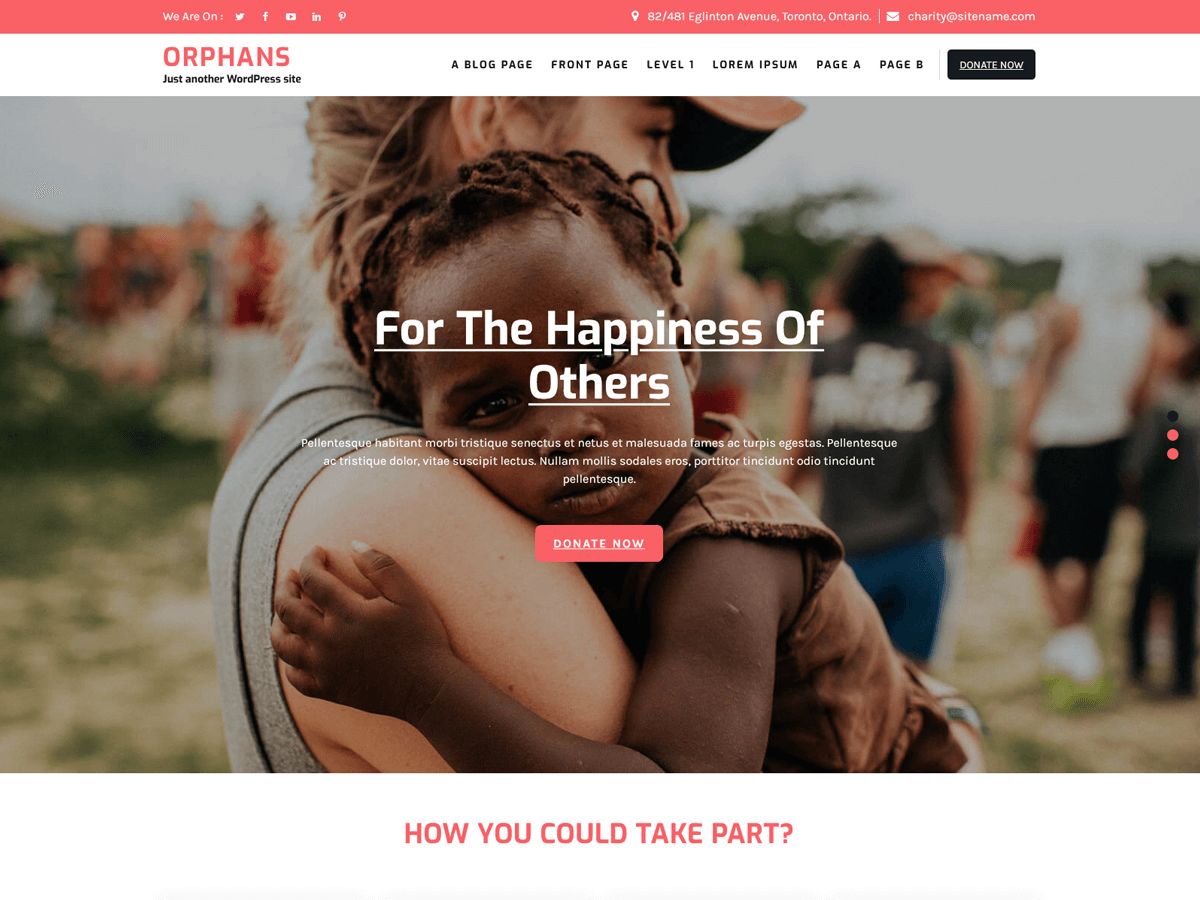 We Are On :
82/481 Eglinton Avenue, Toronto, Ontario.
charity@sitename.com
ORPHANS
Just another WordPress site
A BLOG PAGE
FRONT PAGE
LEVEL 1
LOREM IPSUM
PAGE A
PAGE B
DONATE NOW
For The Happiness Of
Others
Pellentesque habitant morbi tristique senectus et netus et malesuada fames ac turpis egestas. Pellentesque
ac tristique dolor, vitae suscipit lectus. Nullam mollis sodales eros, porttitor tincidunt odio tincidunt
pellentesque.
DONATE NOW
HOW YOU COULD TAKE PART?